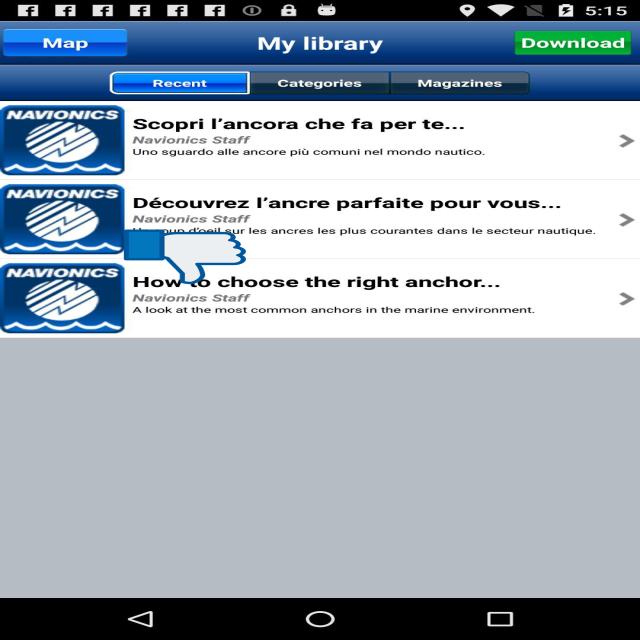 5:15
Map
My library
Download
Recent
Categories
Magazines
NAVIONICS
Scopri l'ancora che fa per te...
Navionics Staff
Uno sguardo alle ancore più comuni nel mondo nautico.
NAVIONICS
Découvrez l'ancre parfaite pour vous...
Navionics Staff
d'oeil sur les ancres les plus courantes dans le secteur nautique.
NAVIONICS
How to choose the right anchor...
Navionics Staff
A look at the most common anchors in the marine environment.